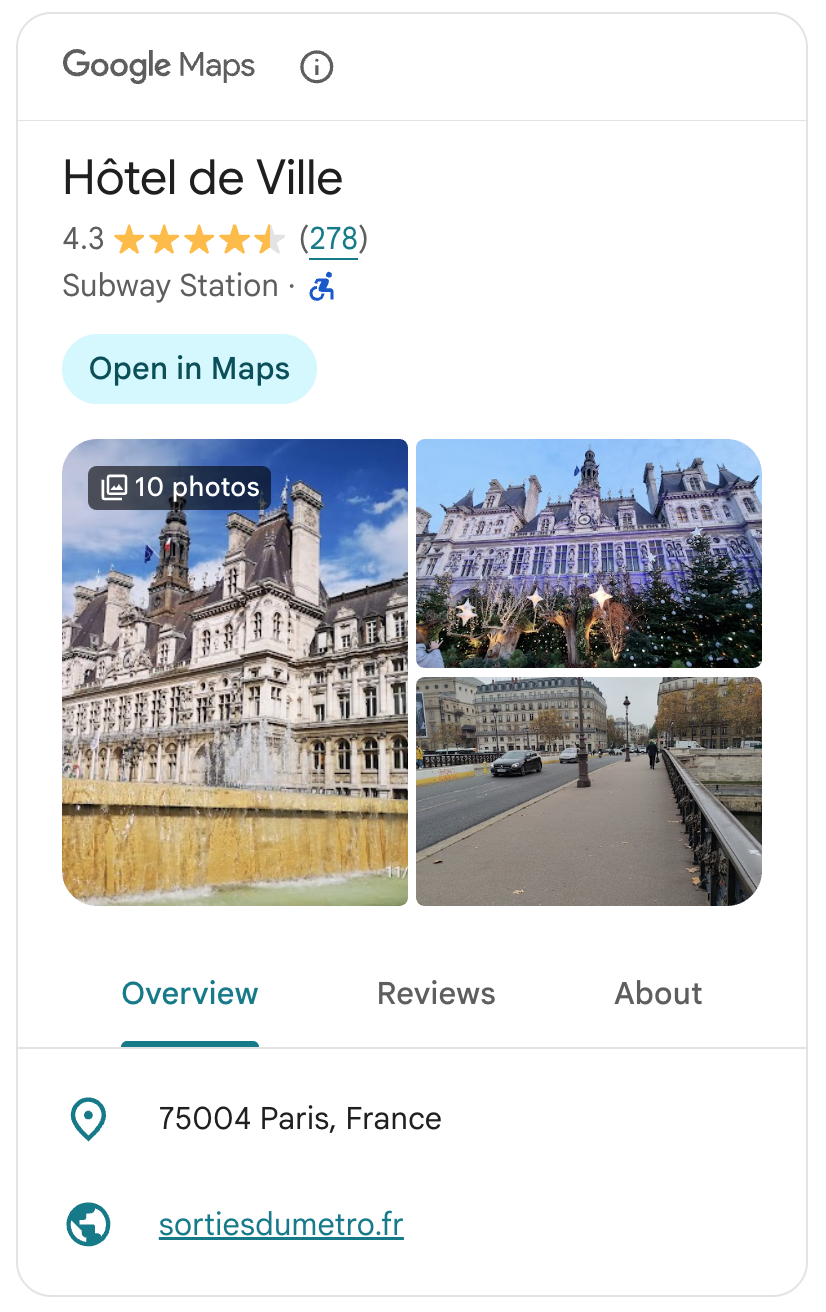 Google Maps
Hôtel de Ville
4.3 (278)
Subway Station ·
Open in Maps
10 photos
11/
Overview Reviews About
75004 Paris, France
sortiesdumetro.fr